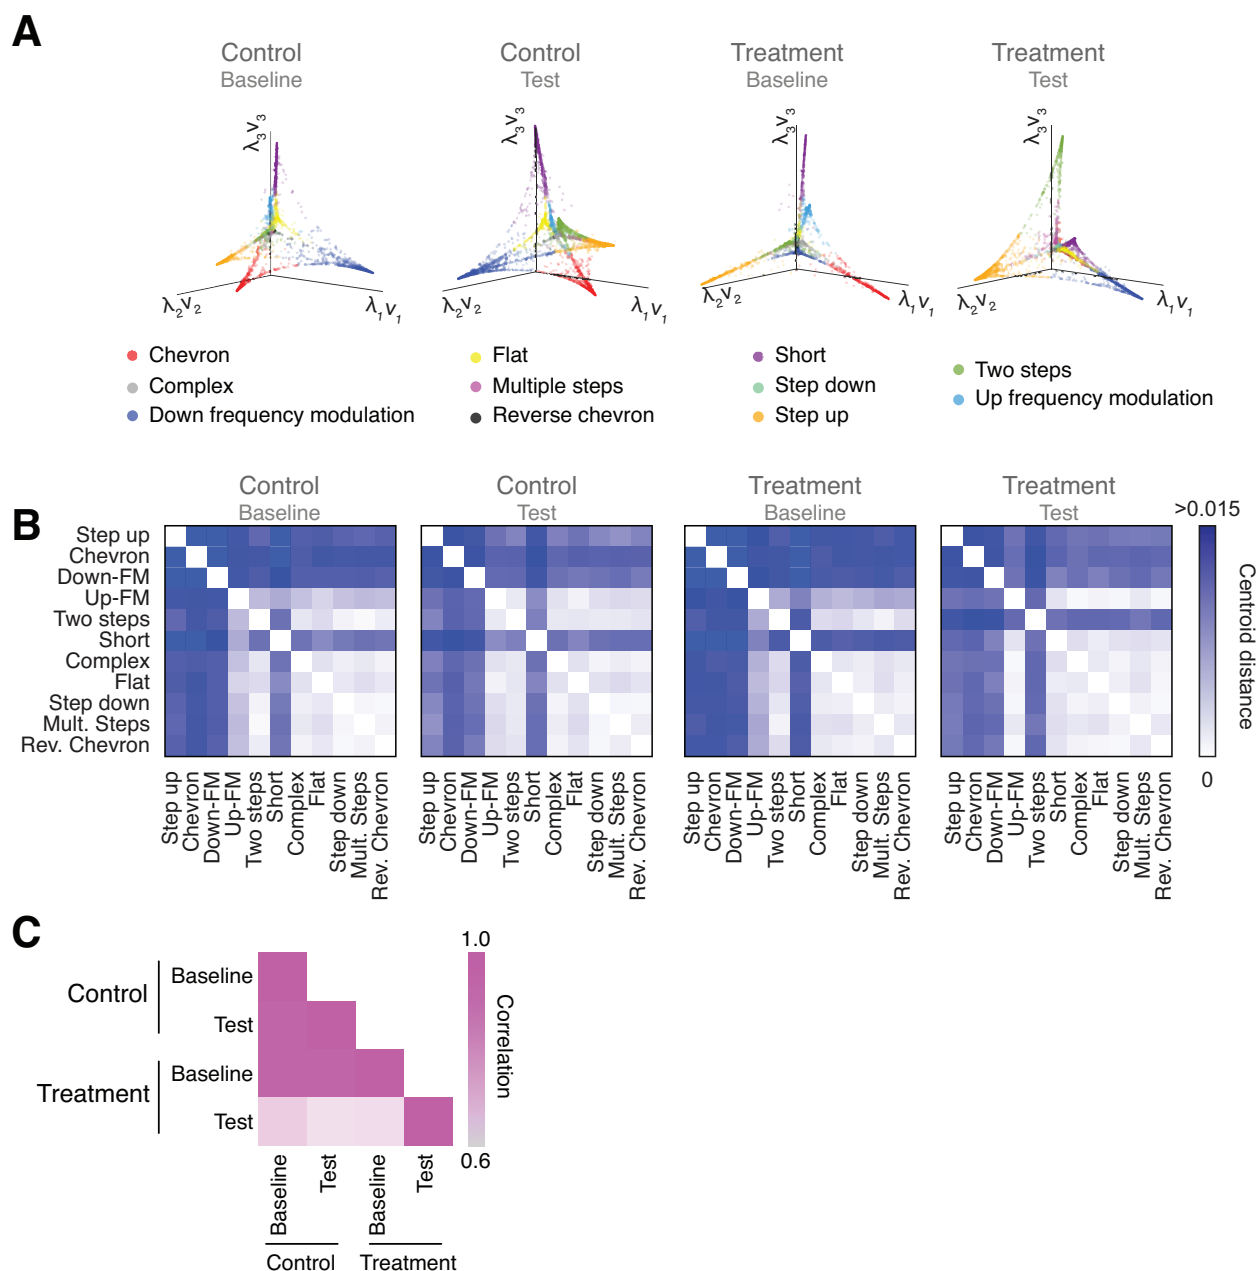 A
Control Control Treatment Treatment
Baseline Test Baseline Test
λ3v3 λ3v3 λ3v3 λ3v3
λ2v2 λ1v1 λ2v2 λ1v1 λ2v2 λ1v1 λ2v2 λ1v1
Chevron Flat Short Two steps
Complex Multiple steps Step down Up frequency modulation
Down frequency modulation Reverse chevron Step up
B
Control Control Treatment Treatment
Baseline Test Baseline Test
>0.015
Step up
Chevron
Down-FM
Up-FM
Two steps
Short
Complex
Flat
Step down
Mult. Steps
Rev. Chevron
Centroid distance
0
Step up Chevron Down-FM Up-FM Two steps Short Complex Flat Step down Mult. Steps Rev. Chevron
Step up Chevron Down-FM Up-FM Two steps Short Complex Flat Step down Mult. Steps Rev. Chevron
Step up Chevron Down-FM Up-FM Two steps Short Complex Flat Step down Mult. Steps Rev. Chevron
Step up Chevron Down-FM Up-FM Two steps Short Complex Flat Step down Mult. Steps Rev. Chevron
C
1.0
Control Baseline
Test
Treatment Baseline
Test
Correlation
0.6
Baseline Test Baseline Test
Control Treatment